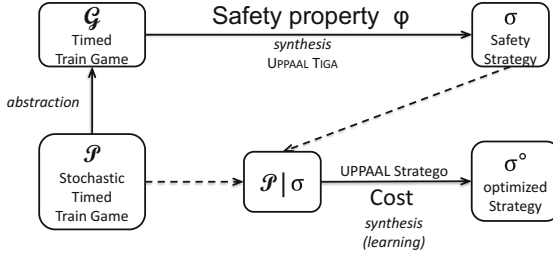 𝒢
Timed
Train Game
Safety property φ
synthesis
UPPAAL TIGA
σ
Safety
Strategy
abstraction
𝒫
Stochastic
Timed
Train Game
𝒫|σ
UPPAAL Stratego
Cost
synthesis
(learning)
σ°
optimized
Strategy